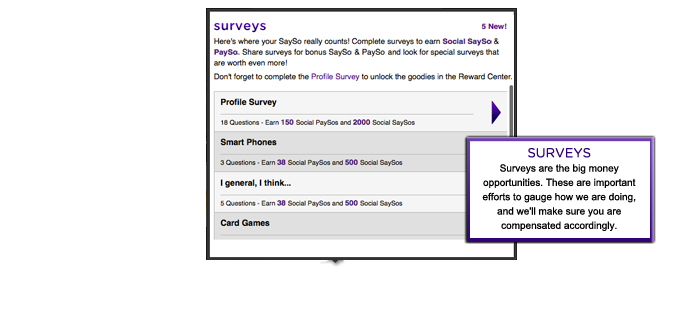 surveys
5 New!
Here's where your SaySo really counts! Complete surveys to earn Social SaySo &
PaySo. Share surveys for bonus SaySo & PaySo and look for special surveys that
are worth even more!
Don't forget to complete the Profile Survey to unlock the goodies in the Reward Center.
Profile Survey
18 Questions - Earn 150 Social PaySos and 2000 Social SaySos
Smart Phones
3 Questions - Earn 38 Social PaySos and 500 Social SaySos
I general, I think...
5 Questions - Earn 38 Social PaySos and 500 Social SaySos
Card Games
SURVEYS
Surveys are the big money
opportunities. These are important
efforts to gauge how we are doing,
and we'll make sure you are
compensated accordingly.